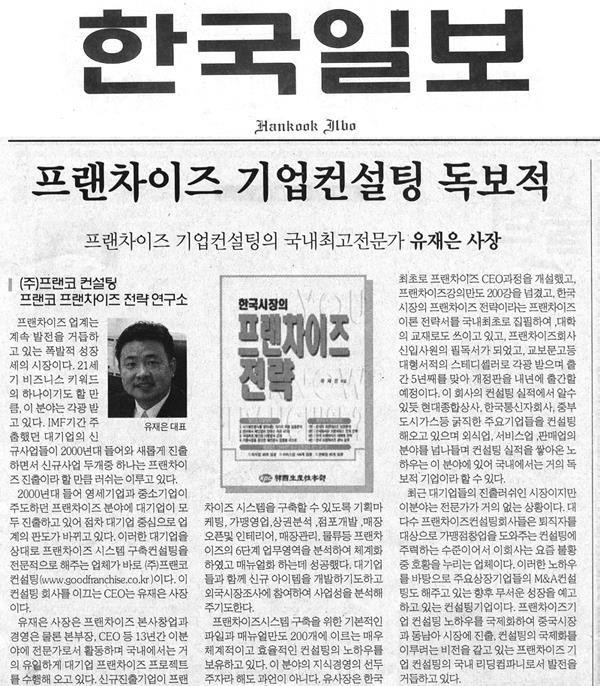 한국일보
Hankook Ilbo
프랜차이즈 기업컨설팅 독보적
프랜차이즈 기업컨설팅의 국내최고전문가 유재은 사장
(주)프랜코 컨설팅
프랜코 프랜차이즈 전략 연구소
프랜차이즈 업계는
계속 발전을 거듭하
고 있는 폭발적 성장
세의 시장이다. 21세
기 비즈니스 키워드
의 하나이기도 할 만
큼, 이 분야는 각광 받
고 있다. IMF기간 주
춤했던 대기업의 신
규사업들이 2000년대 들어와 새롭게 진출
하면서 신규사업 두개중 하나는 프랜차이
즈 진출이라 할 만큼 러쉬는 이루고 있다.
2000년대 들어 영세기업과 중소기업이
주도하면 프랜차이즈 분야에 대기업이 모
두 진출하고 있어 점차 대기업 중심으로 업
계의 판도가 바뀌고 있다. 이러한 대기업을
상대로 프랜차이즈 시스템 구축컨설팅을
전문적으로 해주는 업체가 바로 (주)프랜코
컨설팅(www.goodfranchise.co.kr)이다. 이
컨설팅 회사를 이끄는 CEO는 유재은 사장
이다.
유재은 사장은 프랜차이즈 본사창업과
경영은 물론 본부장, CEO 등 13년간 이분
야에 전문가로서 활동하며 국내에서는 거
의 유일하게 대기업 프랜차이즈 프로젝트
를 수행해 오고 있다. 신규진출기업이 프랜
유재은 대표
한국시장의
프랜차이즈
전략
유재은 지음
韓國生産性本部
차이즈 시스템을 구축할 수 있도록 기획마
케팅, 가맹영업,상권분석 ,점포개발 ,매장
오픈및 인테리어, 매장관리, 물류등 프랜차
이즈의 6단계 업무영역을 분석하여 체계화
하였고 매뉴얼화 하는데 성공했다. 대기업
들과 함께 신규 아이템을 개발하기도하고
외국시장조사에 참여하여 사업성을 분석해
주기도한다.
프랜차이즈시스템 구축을 위한 기본적인
파일과 매뉴얼만도 200개에 이르는 매우
체계적이고 효율적인 컨설팅의 노하우를
보유하고 있다. 이 분야의 지식경영의 선두
주자라 해도 과언이 아니다. 유사장은 한국
최초로 프랜차이즈 CEO과정을 개설했고,
프랜차이즈강의만도 200강을 넘겼고, 한국
시장의 프랜차이즈 전략이라는 프랜차이즈
이론 전략서를 국내최초로 집필하여 ,대학
의 교재로도 쓰이고 있고, 프랜차이즈회사
신입사원의 필독서가 되었고, 교보문고등
대형서적의 스테디셀러로 각광 받으며 출
간 5년째를 맞아 개정판을 내년에 출간할
예정이다. 이 회사의 컨설팅 실적에서 알수
있듯 현대종합상사, 한국통신자회사, 중부
도시가스등 굵직한 주요기업들을 컨설팅
해오고 있으며 외식업, 서비스업 ,판매업의
분야를 넘나들며 컨설팅 실적을 쌓아온 노
하우는 이 분야에 있어 국내에서는 거의 독
보적 기업이라 할 수 있다.
최근 대기업들의 진출러쉬인 시장이지만
이분야는 전문가가 거의 없는 상황이다. 대
다수 프랜차이즈컨설팅회사들은 퇴직자를
대상으로 가맹점창업을 도와주는 컨설팅에
주력하는 수준이어서 이회사는 요즘 불황
중 호황을 누리는 업체이다. 이러한 노하우
를 바탕으로 주요상장기업들의 M&A컨설
팅도 해주고 있는 향후 무서운 성장을 예고
하고 있는 컨설팅기업이다. 프랜차이즈기
업 컨설팅 노하우를 국제화하여 중국시장
과 동남아 시장에 진출, 컨설팅의 국제화를
이루려는 비전을 갖고 있는 프랜차이즈 기
업 컨설팅의 국내 리딩컴퍼니로서 발전을
거듭하고 있다.